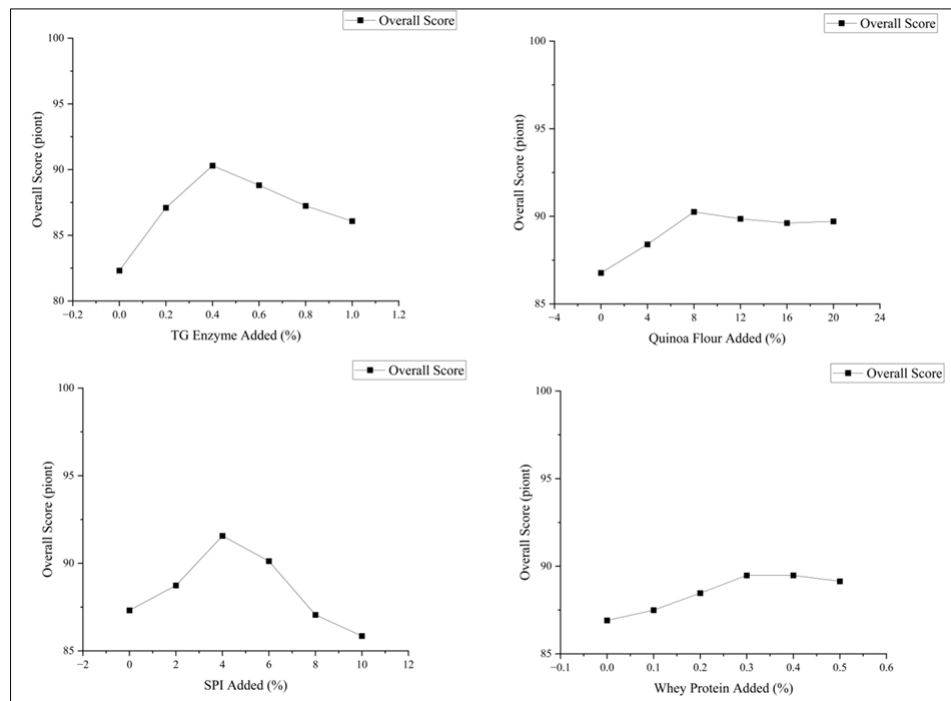 Overall Score
100
95
90
85
80
Overall Score (piont)
−0.2 0.0 0.2 0.4 0.6 0.8 1.0 1.2
TG Enzyme Added (%)
Overall Score
100
95
90
85
Overall Score (piont)
−4 0 4 8 12 16 20 24
Quinoa Flour Added (%)
Overall Score
100
95
90
85
Overall Score (piont)
−2 0 2 4 6 8 10 12
SPI Added (%)
Overall Score
100
95
90
85
Overall Score (piont)
−0.1 0.0 0.1 0.2 0.3 0.4 0.5 0.6
Whey Protein Added (%)